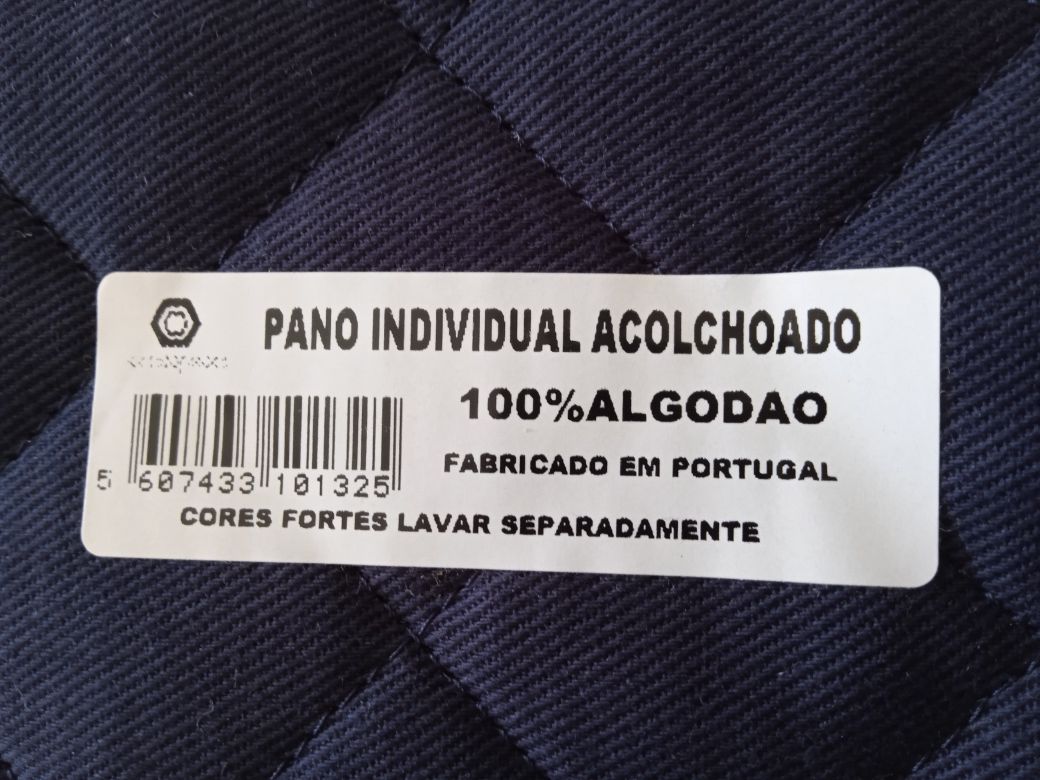 PANO INDIVIDUAL ACOLCHOADO
100%ALGODAO
FABRICADO EM PORTUGAL
5 607433 101325
CORES FORTES LAVAR SEPARADAMENTE